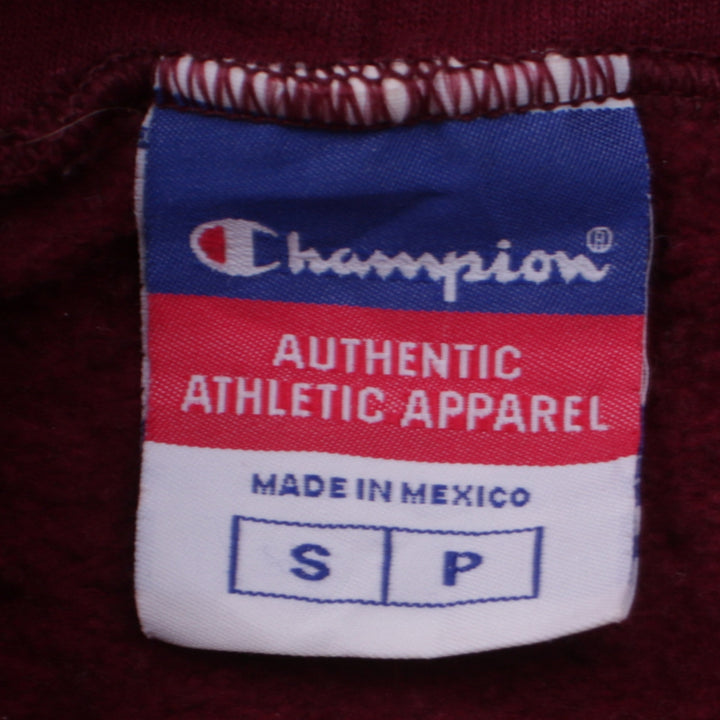 Champion®
AUTHENTIC
ATHLETIC APPAREL
MADE IN MEXICO
S P